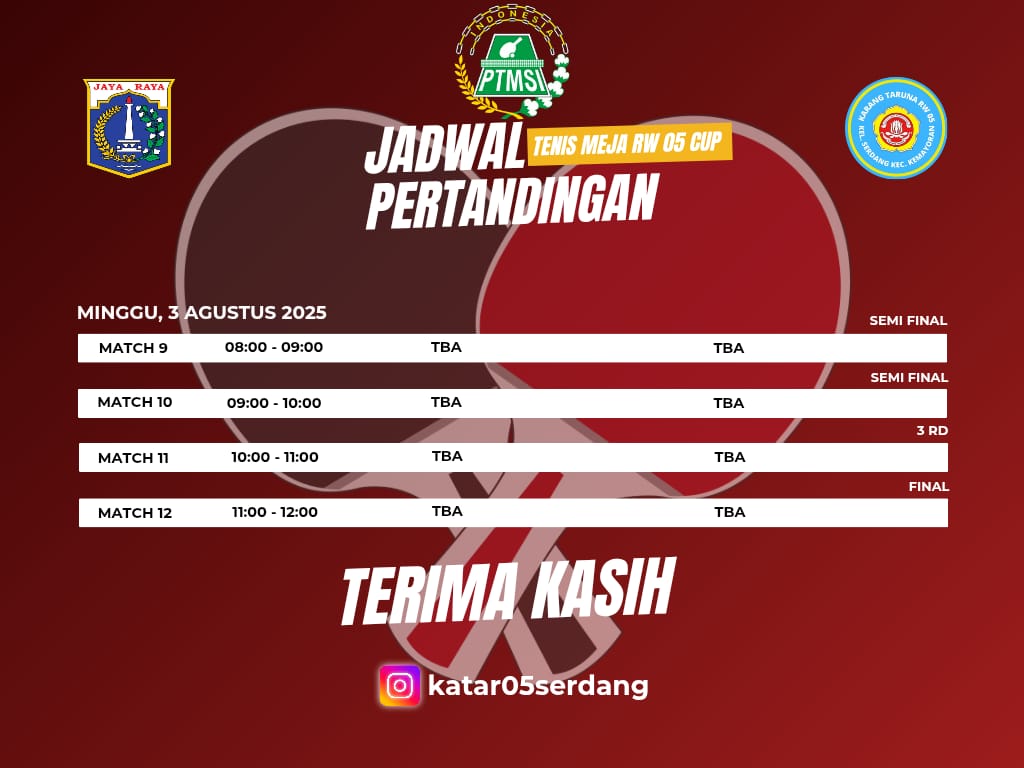 INDONESIA
PTMSI
JAYA RAYA
KARANG TARUNA RW 05
KEL. SERDANG KEC. KEMAYORAN
JADWAL TENIS MEJA RW 05 CUP
PERTANDINGAN
MINGGU, 3 AGUSTUS 2025
SEMI FINAL
MATCH 9 08:00 - 09:00 TBA TBA
SEMI FINAL
MATCH 10 09:00 - 10:00 TBA TBA
3 RD
MATCH 11 10:00 - 11:00 TBA TBA
FINAL
MATCH 12 11:00 - 12:00 TBA TBA
TERIMA KASIH
katar05serdang